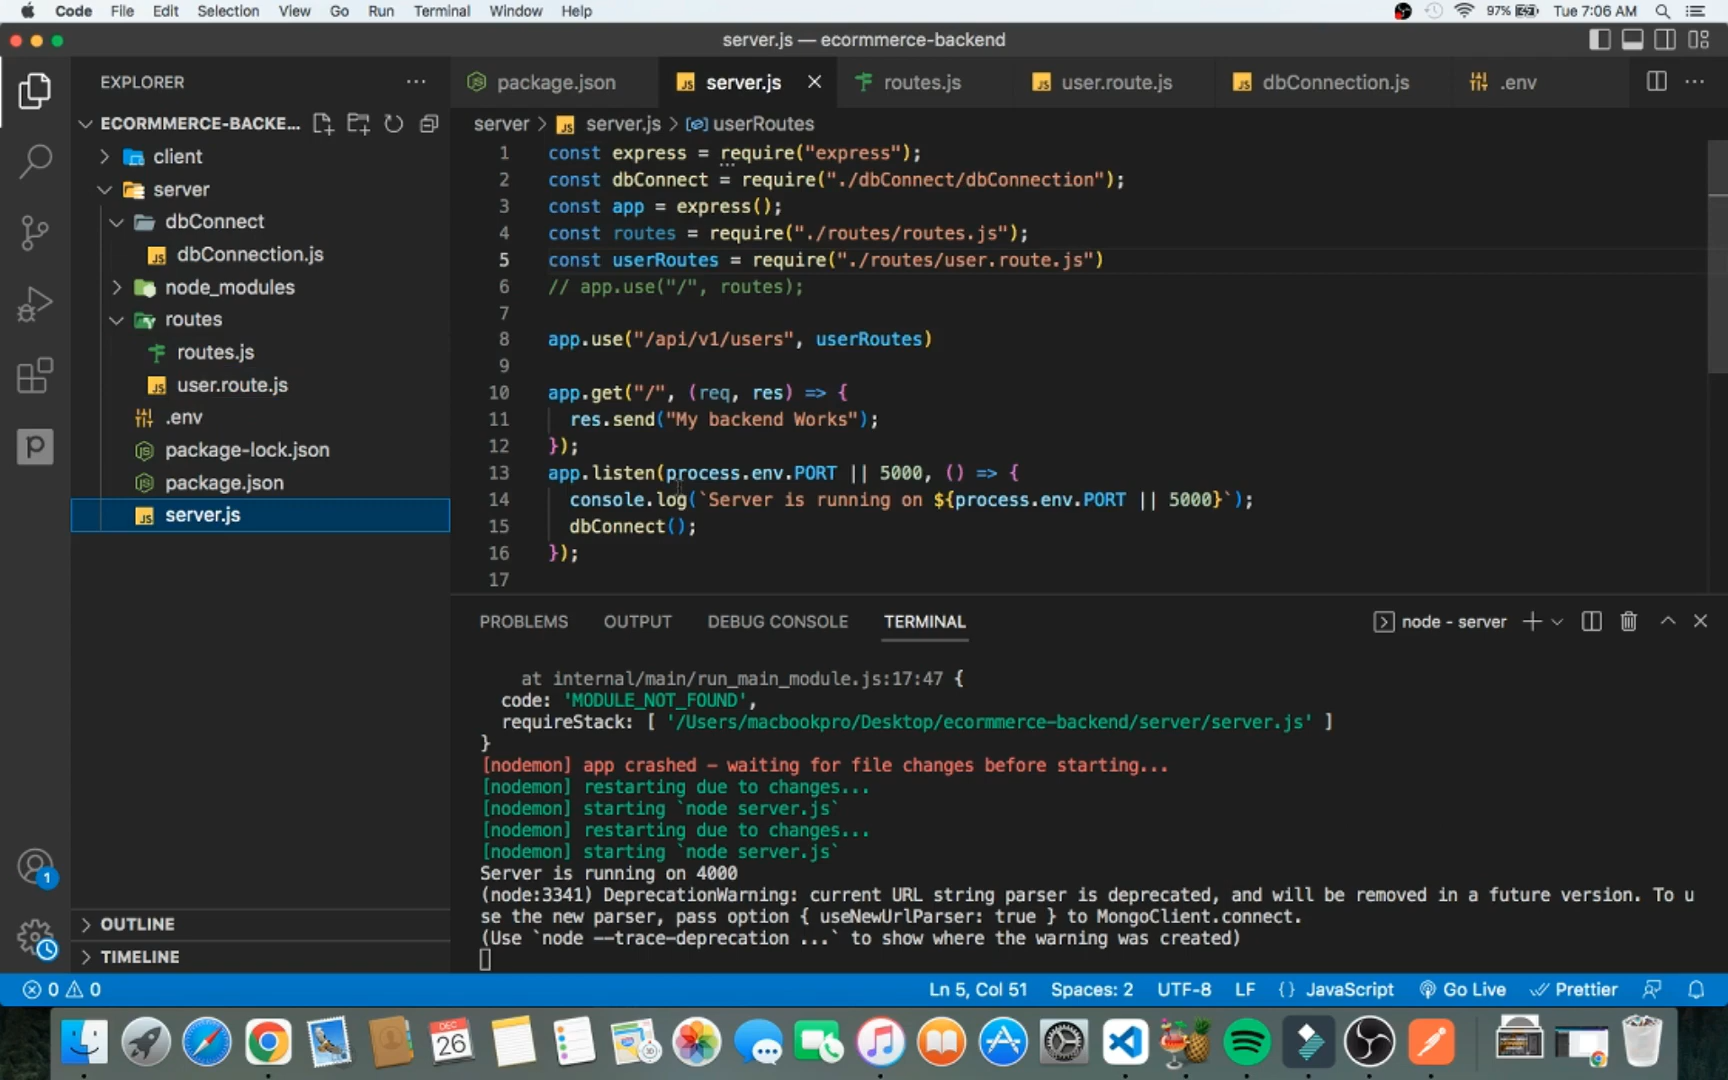 Code File Edit Selection View Go Run Terminal Window Help 97% Tue 7:06 AM
server.js — ecormmerce-backend
EXPLORER
package.json server.js routes.js user.route.js dbConnection.js .env
ECORMMERCE-BACKE...
server > server.js > userRoutes
client
server
dbConnect
dbConnection.js
node_modules
routes
routes.js
user.route.js
.env
package-lock.json
package.json
server.js
OUTLINE
TIMELINE
1 const express = require("express");
2 const dbConnect = require("./dbConnect/dbConnection");
3 const app = express();
4 const routes = require("./routes/routes.js");
5 const userRoutes = require("./routes/user.route.js")
6 // app.use("/", routes);
7
8 app.use("/api/v1/users", userRoutes)
9
10 app.get("/", (req, res) => {
11 res.send("My backend Works");
12 });
13 app.listen(process.env.PORT || 5000, () => {
14 console.log(`Server is running on ${process.env.PORT || 5000}`);
15 dbConnect();
16 });
17
PROBLEMS OUTPUT DEBUG CONSOLE TERMINAL node - server
at internal/main/run_main_module.js:17:47 {
code: 'MODULE_NOT_FOUND',
requireStack: [ '/Users/macbookpro/Desktop/ecormmerce-backend/server/server.js' ]
}
[nodemon] app crashed - waiting for file changes before starting...
[nodemon] restarting due to changes...
[nodemon] starting `node server.js`
[nodemon] restarting due to changes...
[nodemon] starting `node server.js`
Server is running on 4000
(node:3341) DeprecationWarning: current URL string parser is deprecated, and will be removed in a future version. To u
se the new parser, pass option { useNewUrlParser: true } to MongoClient.connect.
(Use `node --trace-deprecation ...` to show where the warning was created)
1
0 0 Ln 5, Col 51 Spaces: 2 UTF-8 LF {} JavaScript Go Live Prettier
DEC
26